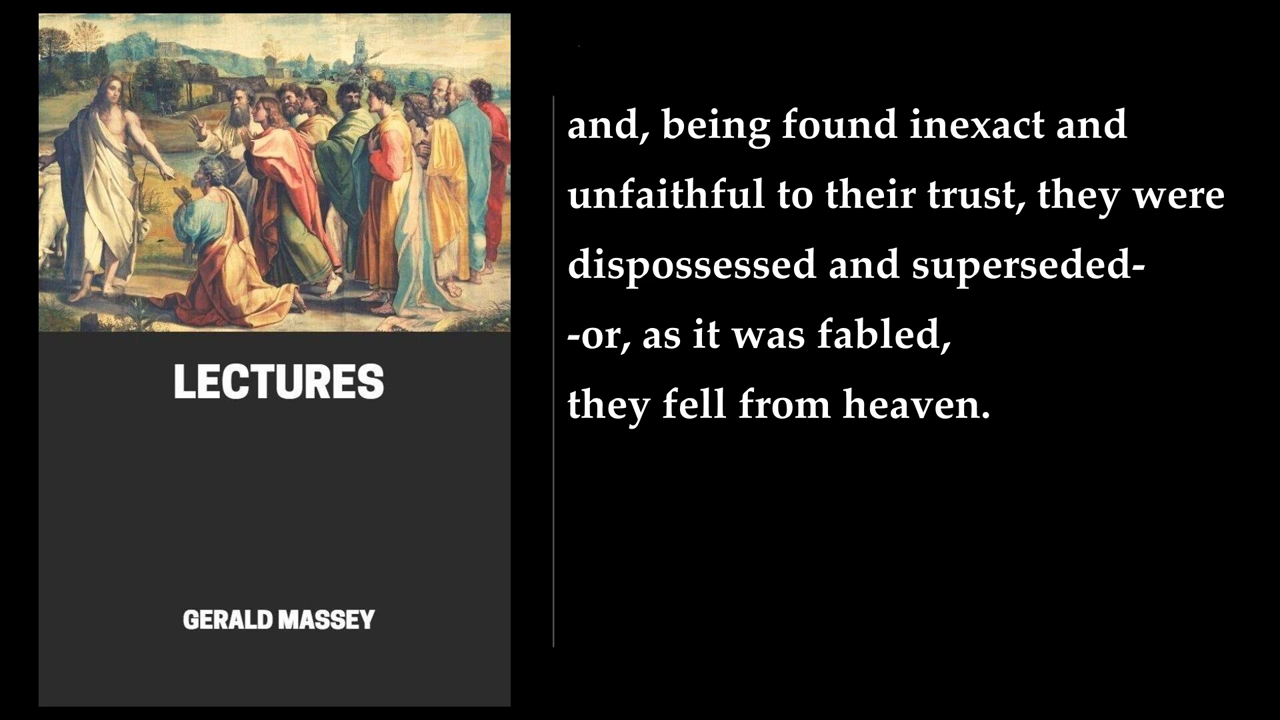 LECTURES
GERALD MASSEY
and, being found inexact and
unfaithful to their trust, they were
dispossessed and superseded-
-or, as it was fabled,
they fell from heaven.